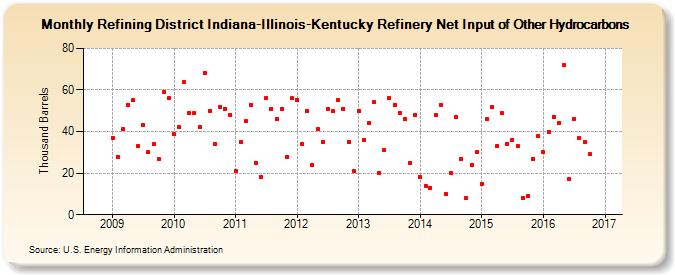 Monthly Refining District Indiana-Illinois-Kentucky Refinery Net Input of Other Hydrocarbons
Thousand Barrels
80
60
40
20
0
2009 2010 2011 2012 2013 2014 2015 2016 2017
Source: U.S. Energy Information Administration